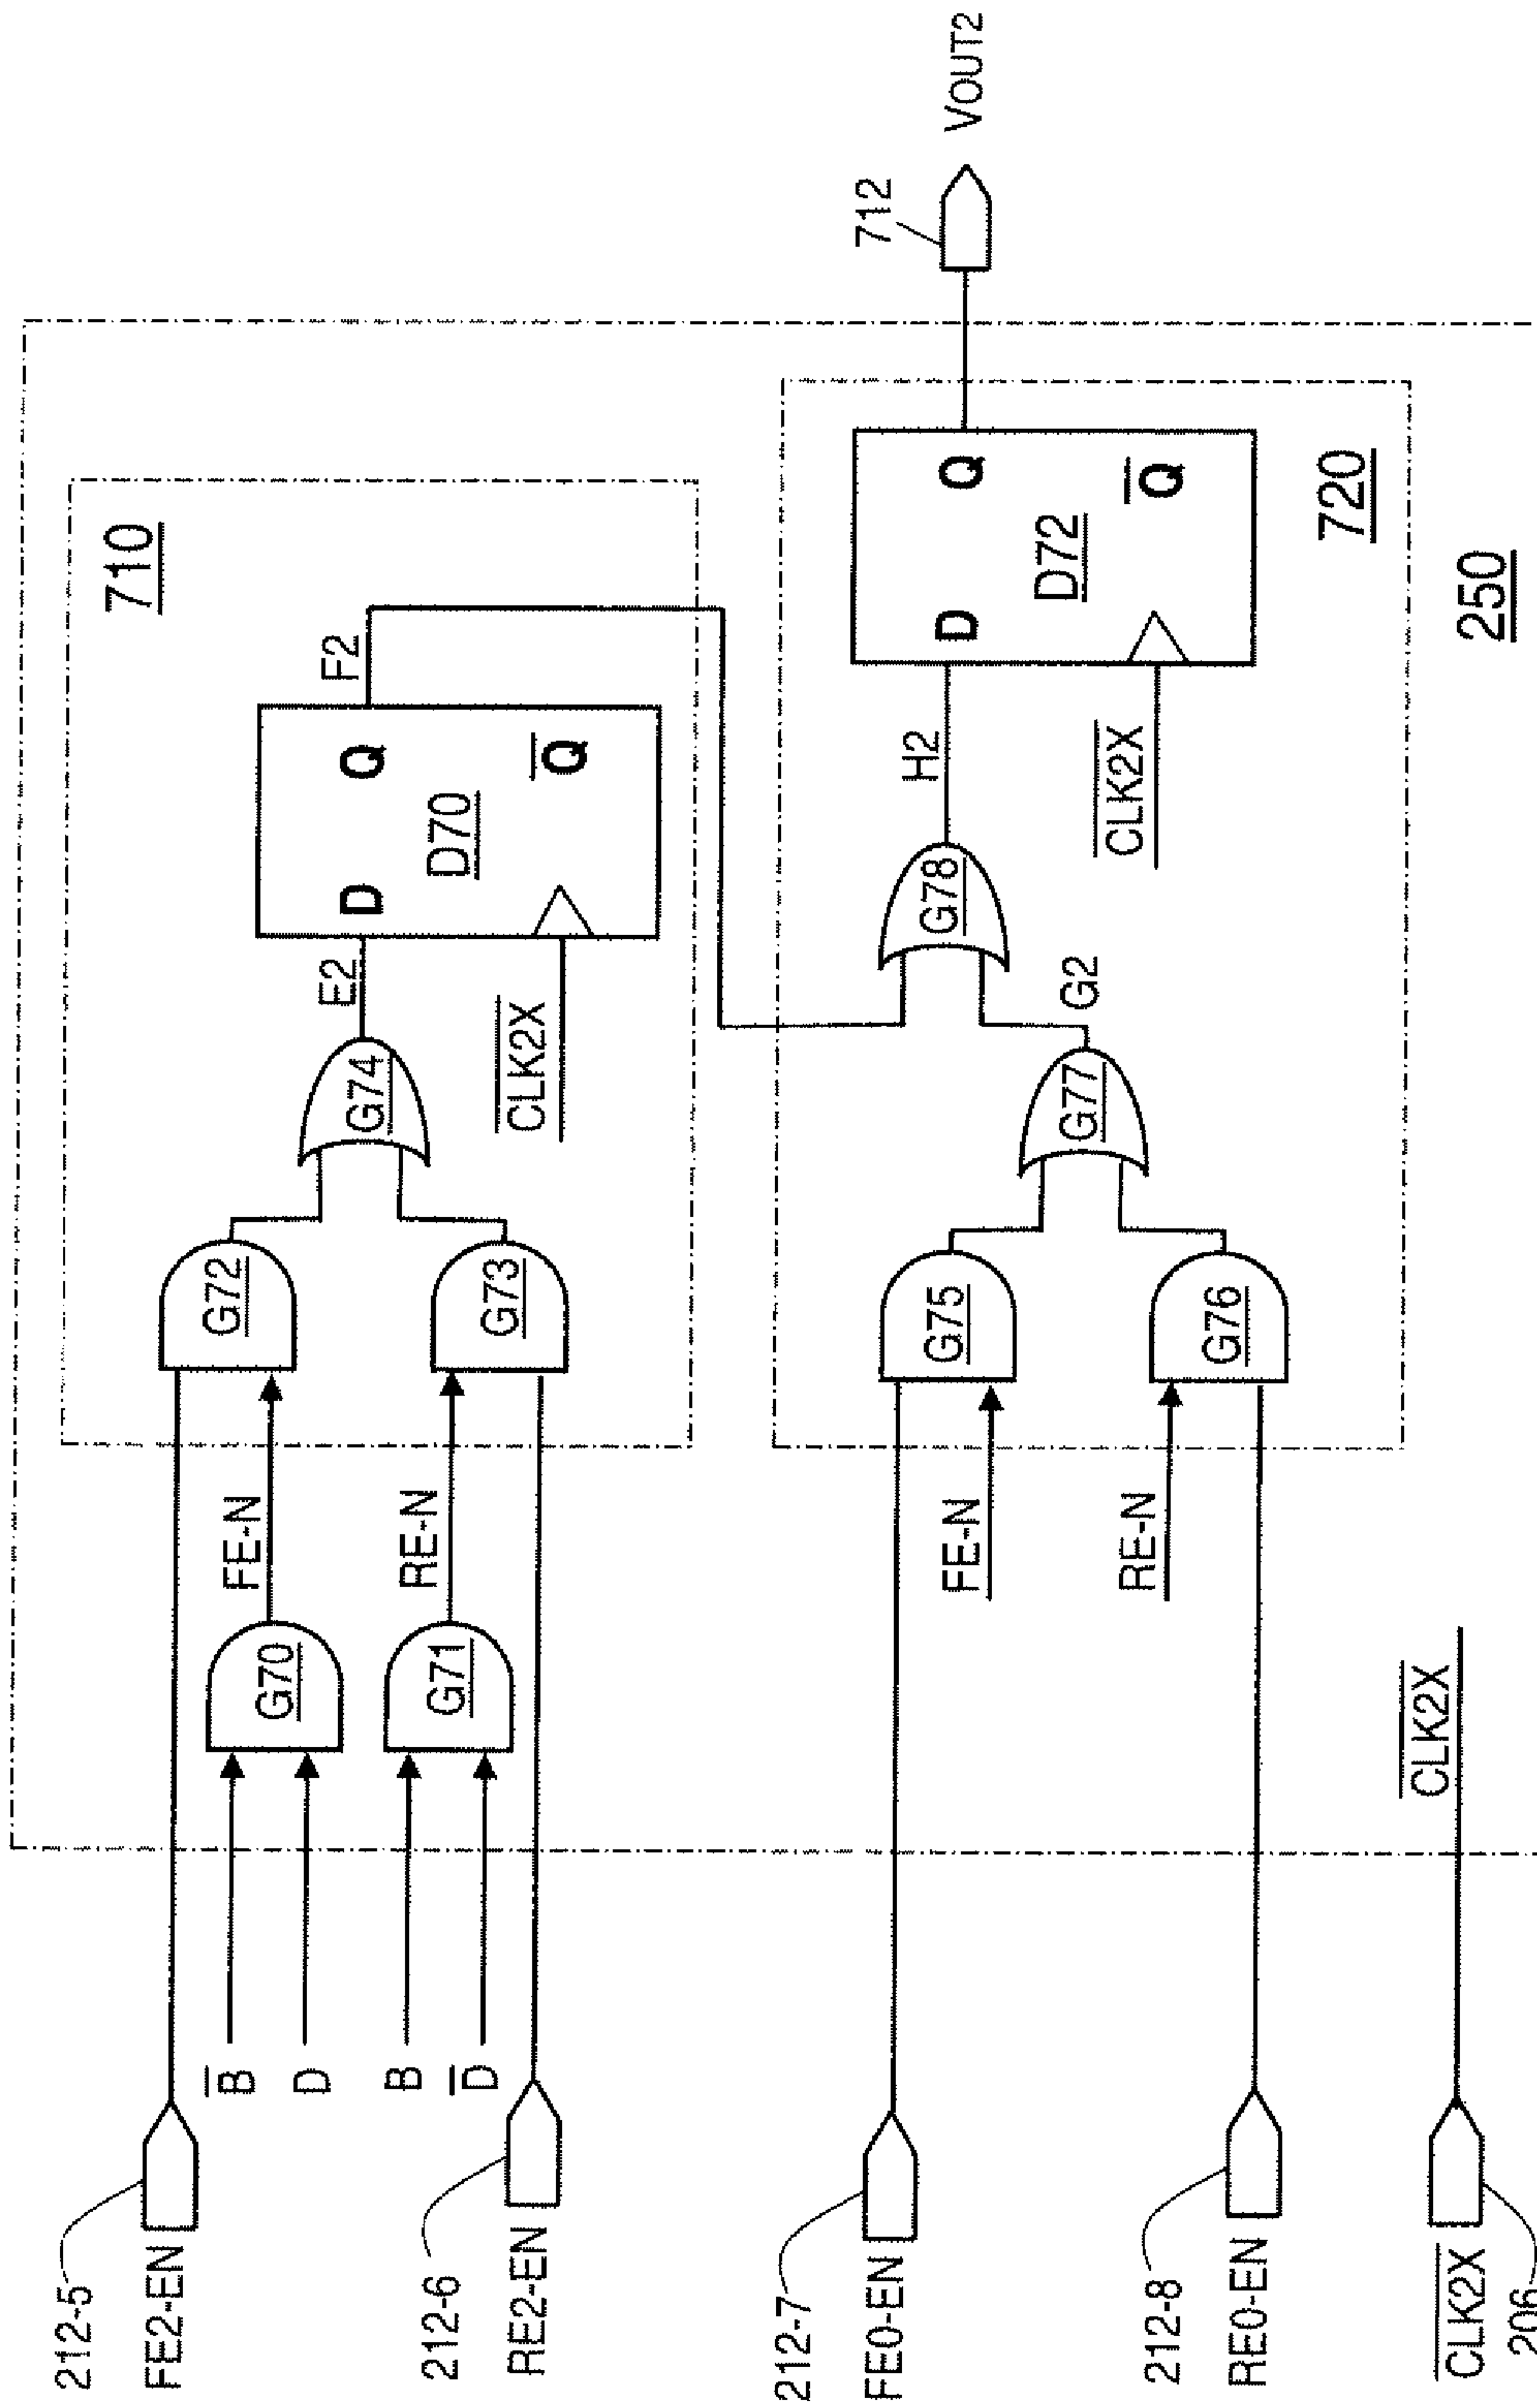 212-5
FE2-EN
B
D
B
D
212-6
RE2-EN
G70
FE-N
G71
RE-N
G72
G73
G74
E2
CLK2X
D
Q
D70
Q
F2
710
212-7
FE0-EN
FE-N
G75
212-8
RE0-EN
RE-N
G76
G77
G2
G78
H2
CLK2X
D
Q
D72
Q
720
712
VOUT2
CLK2X
206
CLK2X
250